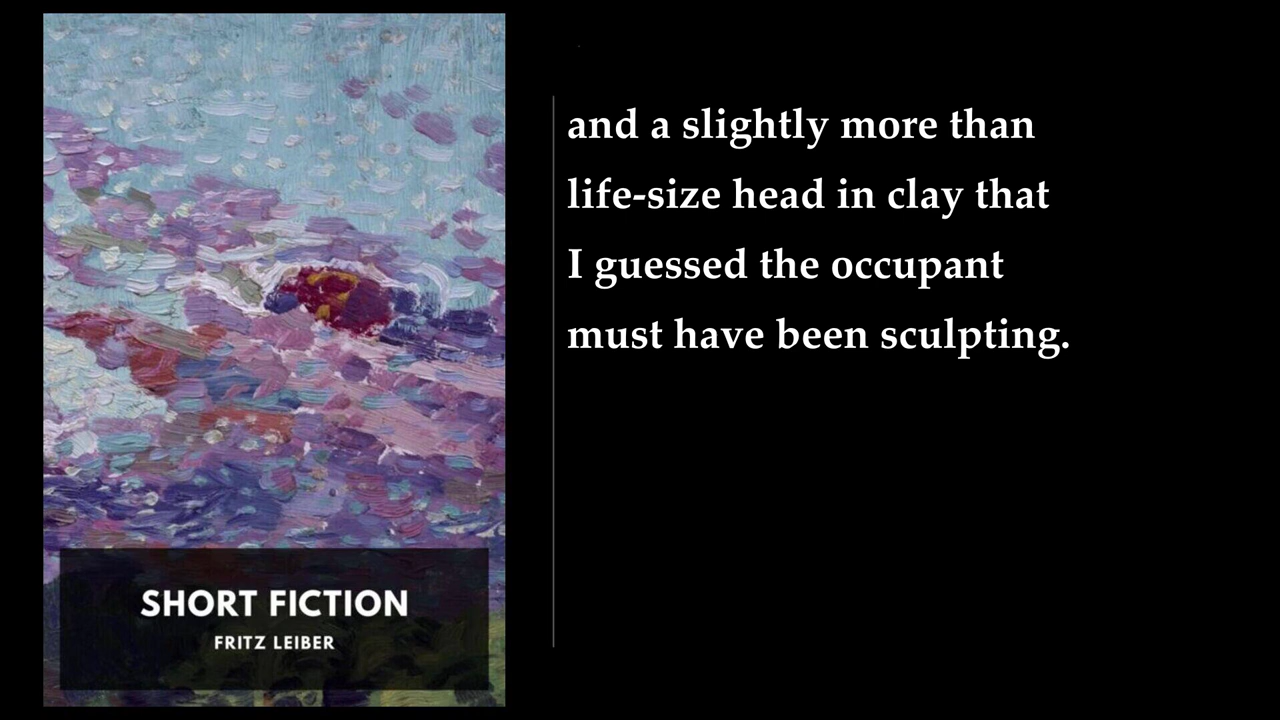 and a slightly more than
life-size head in clay that
I guessed the occupant
must have been sculpting.
SHORT FICTION
FRITZ LEIBER